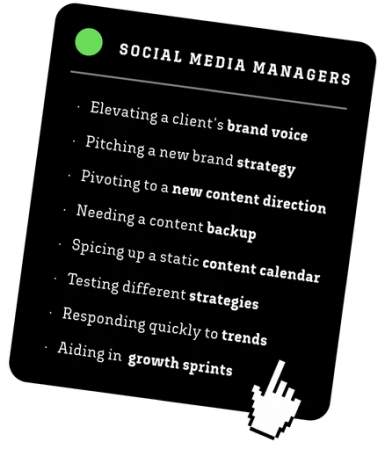 SOCIAL MEDIA MANAGERS
· Elevating a client's brand voice
· Pitching a new brand strategy
· Pivoting to a new content direction
· Needing a content backup
· Spicing up a static content calendar
· Testing different strategies
· Responding quickly to trends
· Aiding in growth sprints